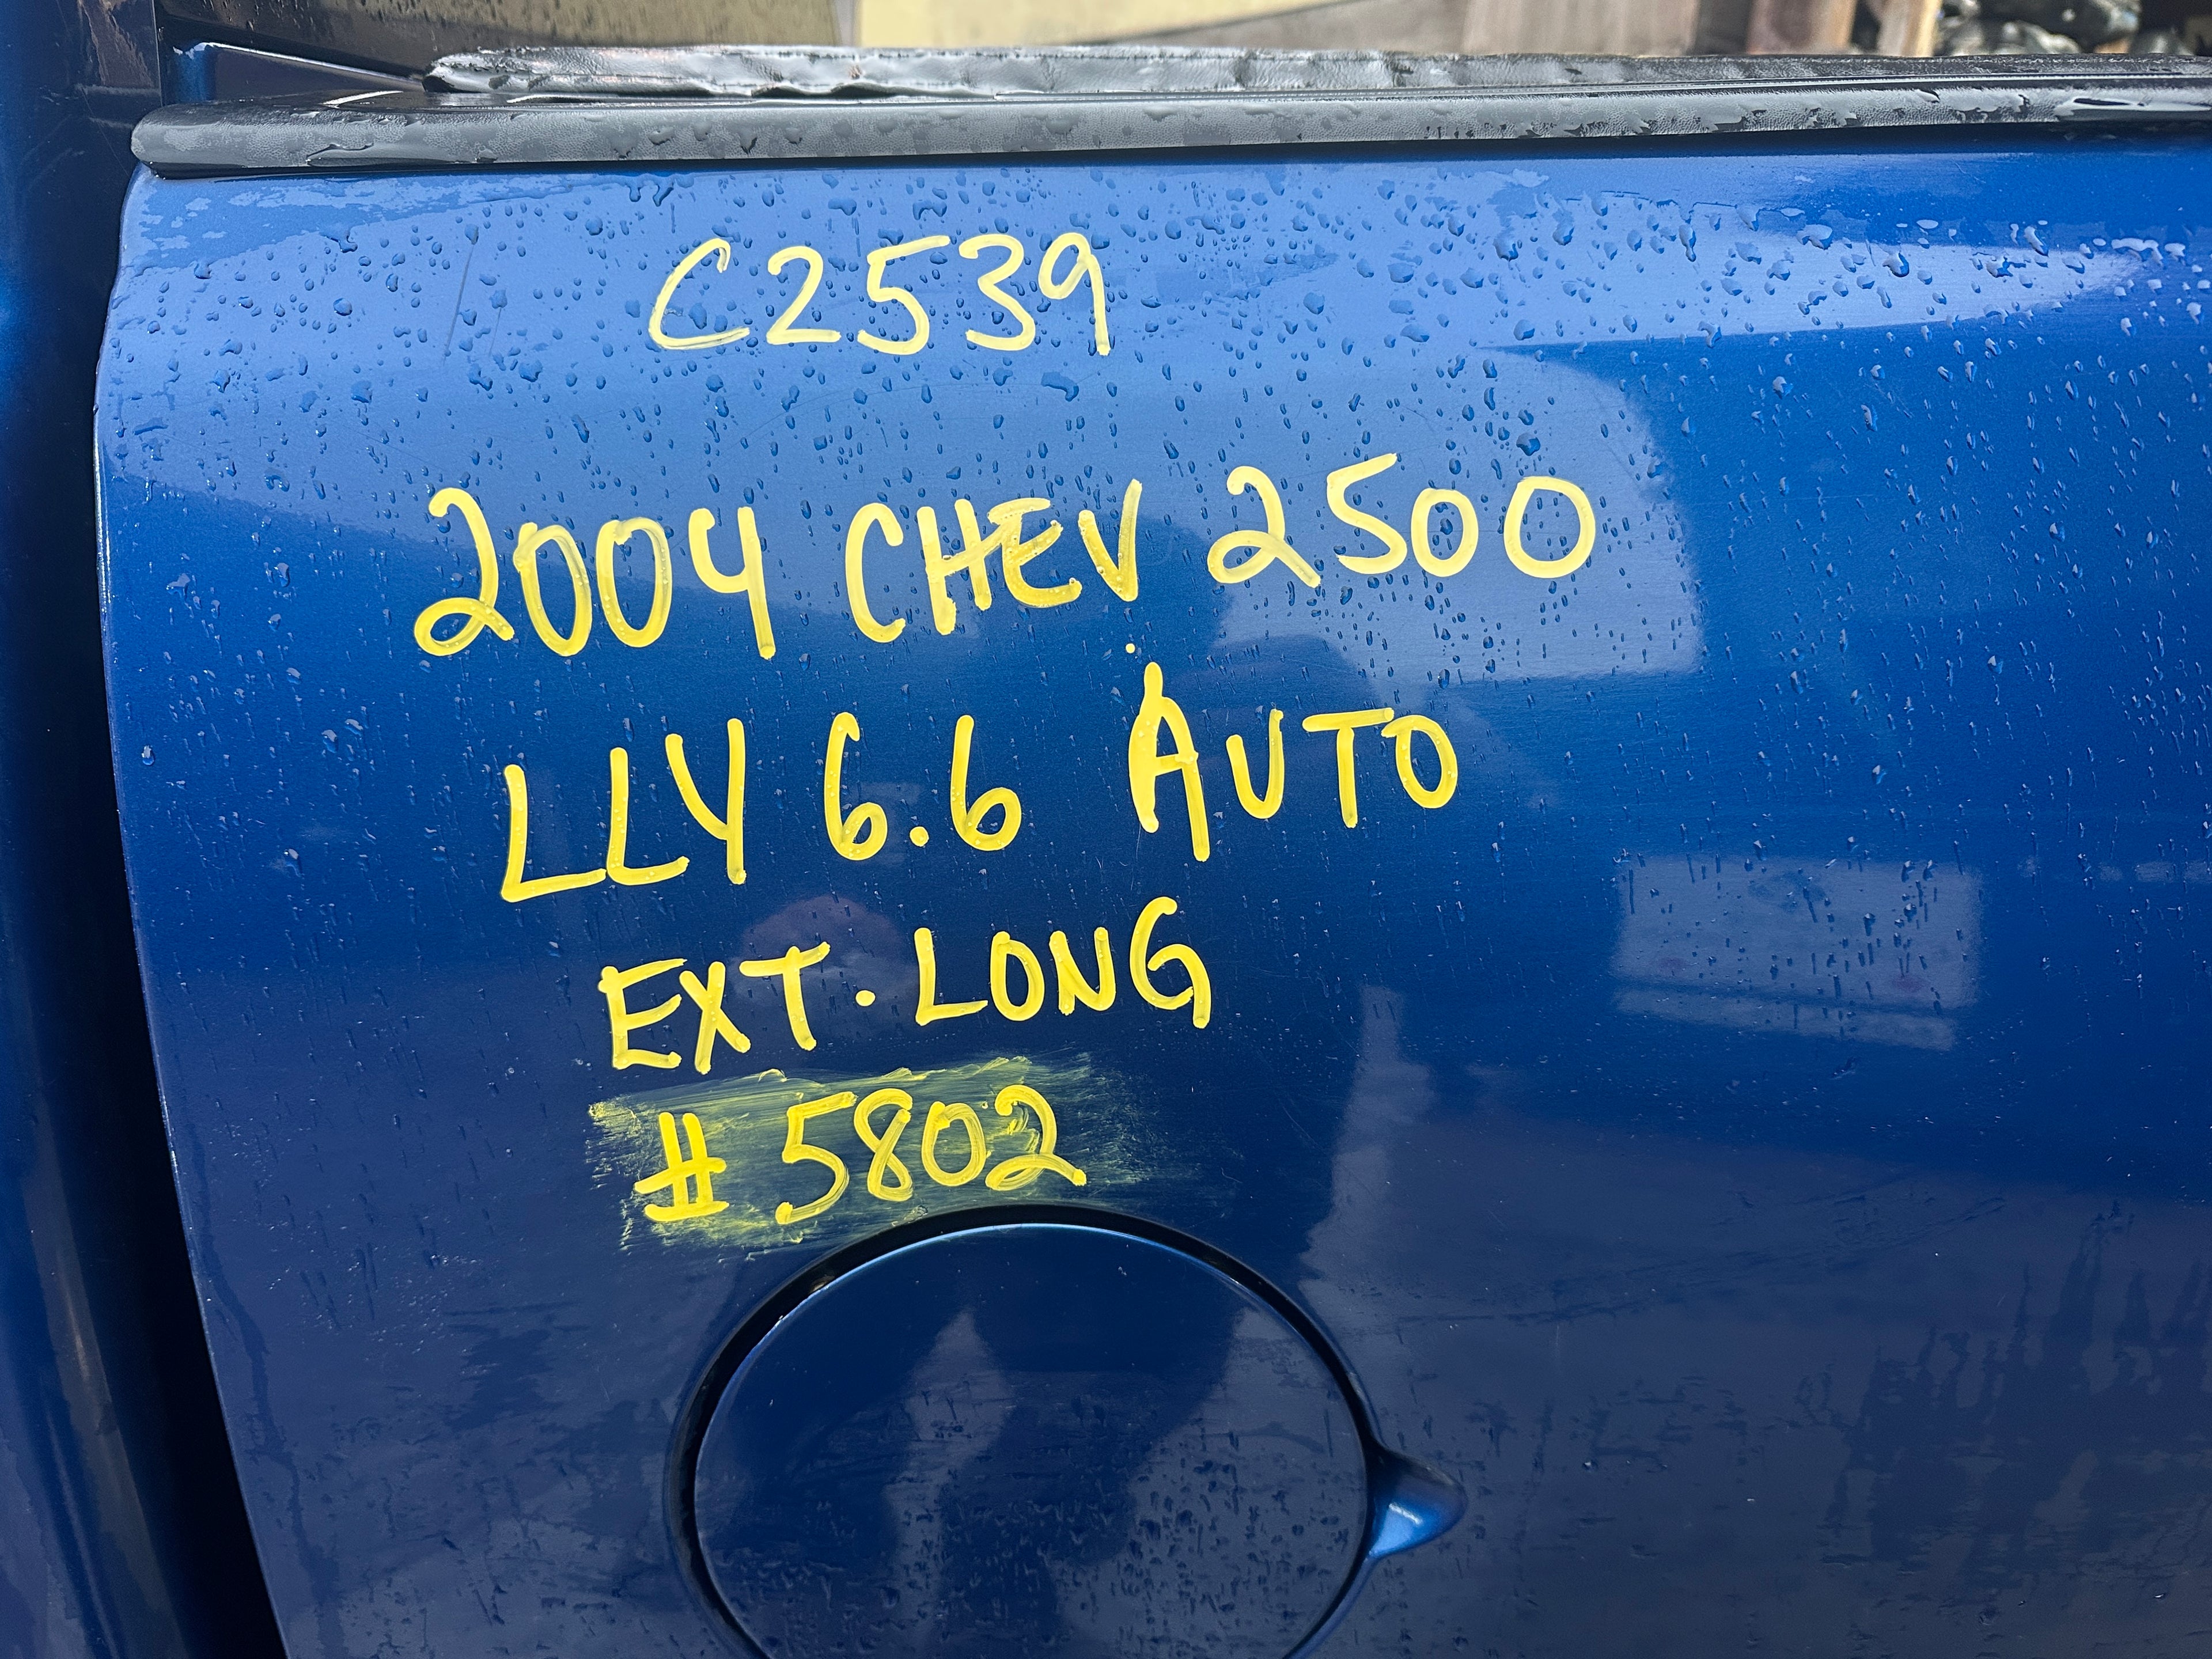 C2539
2004 CHEV 2500
LLY 6.6 AUTO
EXT. LONG
# 5802